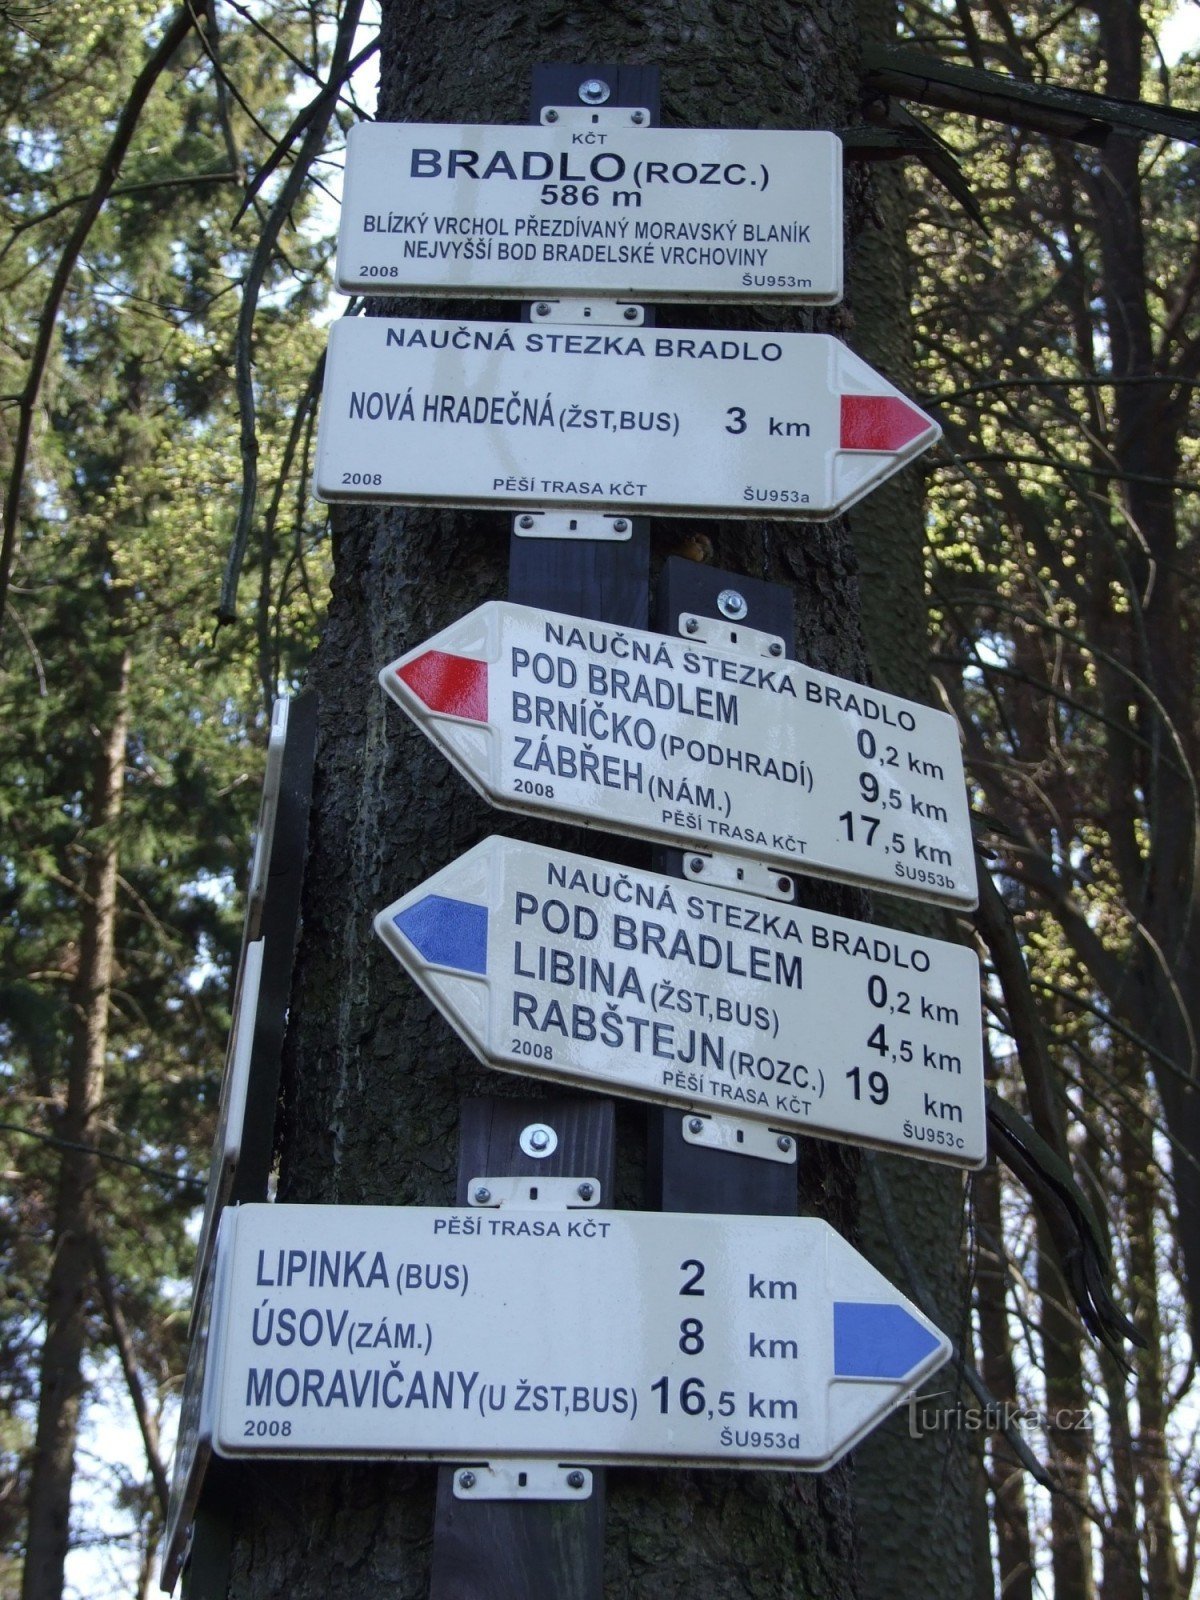 KČT
BRADLO (ROZC.)
586 m
BLÍZKÝ VRCHOL PŘEZDÍVANÝ MORAVSKÝ BLANÍK
NEJVYŠŠÍ BOD BRADELSKÉ VRCHOVINY
2008 ŠU953m
NAUČNÁ STEZKA BRADLO
NOVÁ HRADEČNÁ (ŽST,BUS) 3 km
2008 PĚŠÍ TRASA KČT ŠU953a
NAUČNÁ STEZKA BRADLO
POD BRADLEM 0,2 km
BRNÍČKO (PODHRADÍ) 9,5 km
ZÁBŘEH (NÁM.) 17,5 km
2008 PĚŠÍ TRASA KČT ŠU953b
NAUČNÁ STEZKA BRADLO
POD BRADLEM 0,2 km
LIBINA (ŽST,BUS) 4,5 km
RABŠTEJN (ROZC.) 19 km
2008 PĚŠÍ TRASA KČT ŠU953c
PĚŠÍ TRASA KČT
LIPINKA (BUS) 2 km
ÚSOV (ZÁM.) 8 km
MORAVIČANY (U ŽST,BUS) 16,5 km
2008 ŠU953d
Turistika.cz